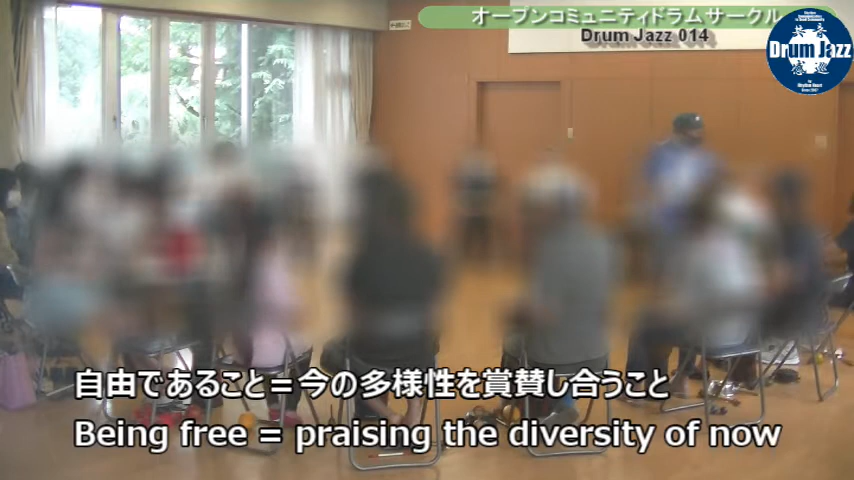 オープンコミュニティドラムサークル
Drum Jazz 014
Drum Jazz
自由であること=今の多様性を賞賛し合うこと
Being free = praising the diversity of now